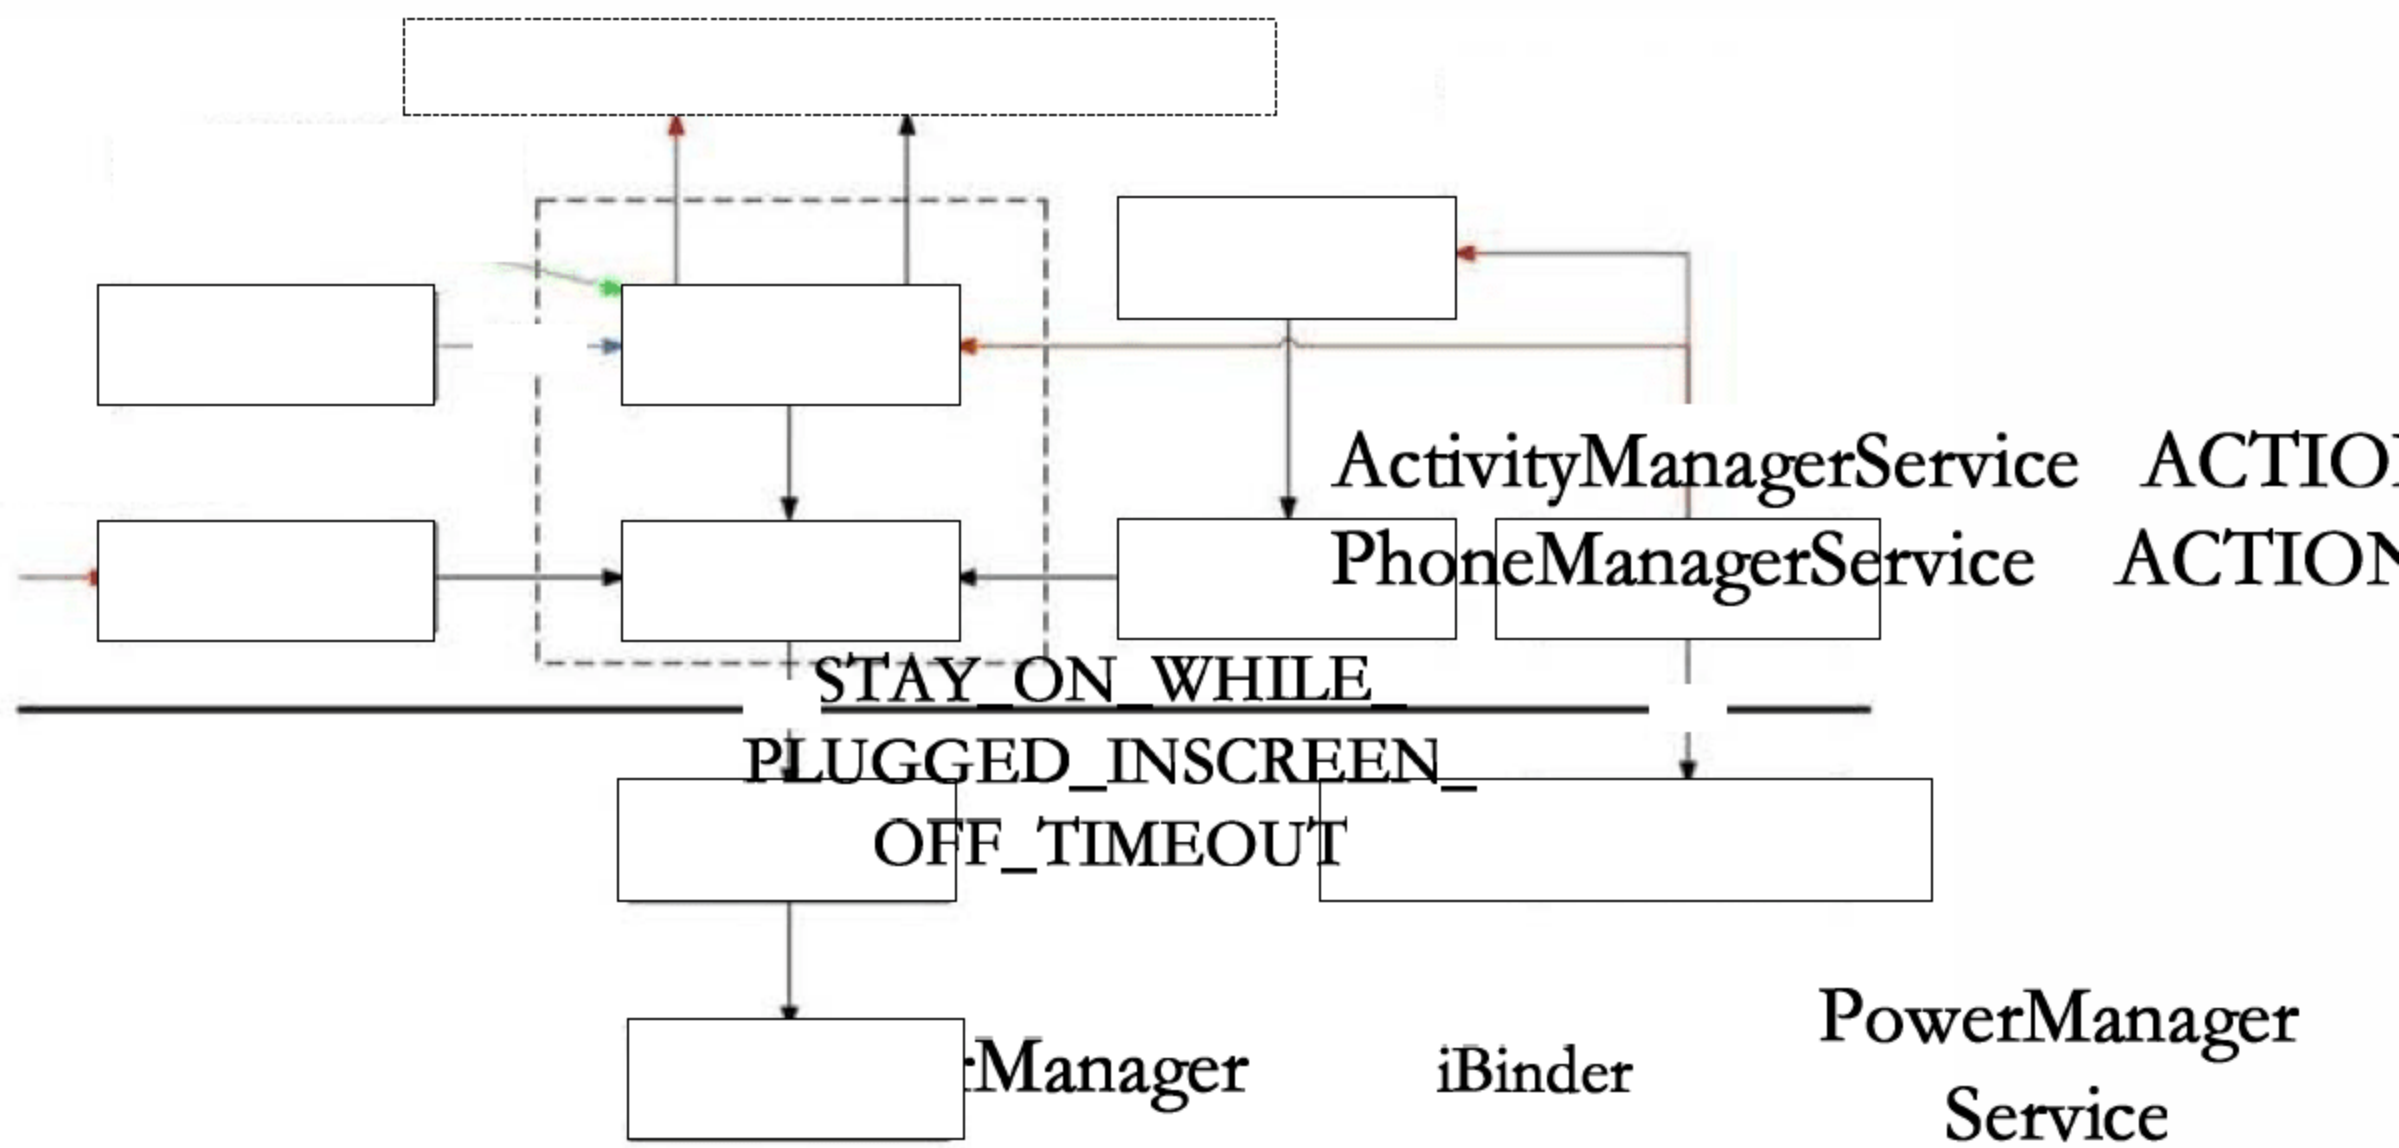 ActivityManagerService ACTIO
PhoneManagerService ACTION
STAY_ON_WHILE_
PLUGGED_INSCREEN_
OFF_TIMEOUT
rManager
iBinder
PowerManager
Service